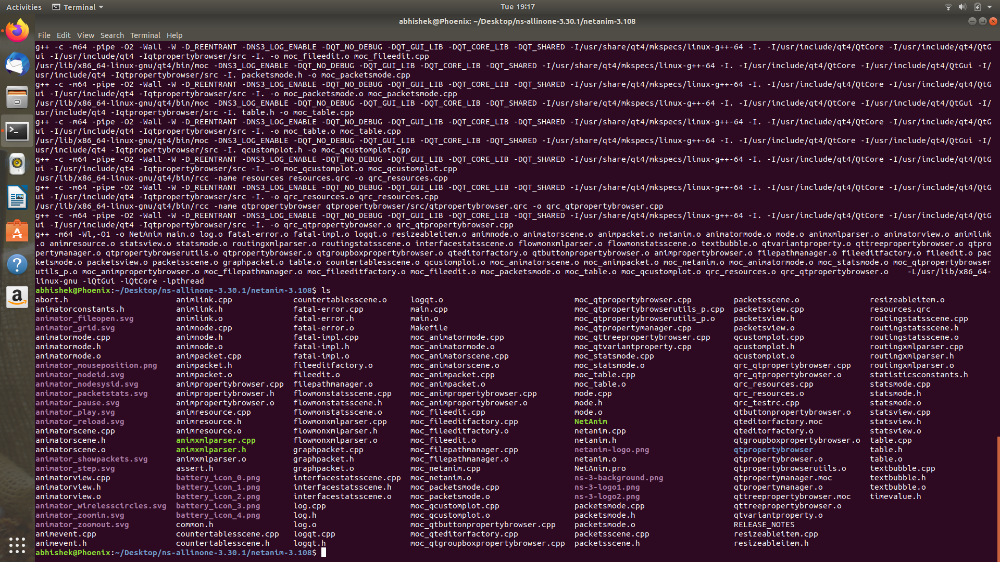 Activities Terminal Tue 19:17
abhishek@Phoenix: ~/Desktop/ns-allinone-3.30.1/netanim-3.108
File Edit View Search Terminal Help
g++ -c -m64 -pipe -O2 -Wall -W -D_REENTRANT -DNS3_LOG_ENABLE -DQT_NO_DEBUG -DQT_GUI_LIB -DQT_CORE_LIB -DQT_SHARED -I/usr/share/qt4/mkspecs/linux-g++-64 -I. -I/usr/include/qt4/QtCore -I/usr/include/qt4/QtG
ui -I/usr/include/qt4 -Iqtpropertybrowser/src -I. -o moc_fileedit.o moc_fileedit.cpp
/usr/lib/x86_64-linux-gnu/qt4/bin/moc -DNS3_LOG_ENABLE -DQT_NO_DEBUG -DQT_GUI_LIB -DQT_CORE_LIB -DQT_SHARED -I/usr/share/qt4/mkspecs/linux-g++-64 -I. -I/usr/include/qt4/QtCore -I/usr/include/qt4/QtGui -I/
usr/include/qt4 -Iqtpropertybrowser/src -I. packetsmode.h -o moc_packetsmode.cpp
g++ -c -m64 -pipe -O2 -Wall -W -D_REENTRANT -DNS3_LOG_ENABLE -DQT_NO_DEBUG -DQT_GUI_LIB -DQT_CORE_LIB -DQT_SHARED -I/usr/share/qt4/mkspecs/linux-g++-64 -I. -I/usr/include/qt4/QtCore -I/usr/include/qt4/QtG
ui -I/usr/include/qt4 -Iqtpropertybrowser/src -I. -o moc_packetsmode.o moc_packetsmode.cpp
/usr/lib/x86_64-linux-gnu/qt4/bin/moc -DNS3_LOG_ENABLE -DQT_NO_DEBUG -DQT_GUI_LIB -DQT_CORE_LIB -DQT_SHARED -I/usr/share/qt4/mkspecs/linux-g++-64 -I. -I/usr/include/qt4/QtCore -I/usr/include/qt4/QtGui -I/
usr/include/qt4 -Iqtpropertybrowser/src -I. table.h -o moc_table.cpp
g++ -c -m64 -pipe -O2 -Wall -W -D_REENTRANT -DNS3_LOG_ENABLE -DQT_NO_DEBUG -DQT_GUI_LIB -DQT_CORE_LIB -DQT_SHARED -I/usr/share/qt4/mkspecs/linux-g++-64 -I. -I/usr/include/qt4/QtCore -I/usr/include/qt4/QtG
ui -I/usr/include/qt4 -Iqtpropertybrowser/src -I. -o moc_table.o moc_table.cpp
/usr/lib/x86_64-linux-gnu/qt4/bin/moc -DNS3_LOG_ENABLE -DQT_NO_DEBUG -DQT_GUI_LIB -DQT_CORE_LIB -DQT_SHARED -I/usr/share/qt4/mkspecs/linux-g++-64 -I. -I/usr/include/qt4/QtCore -I/usr/include/qt4/QtGui -I/
usr/include/qt4 -Iqtpropertybrowser/src -I. qcustomplot.h -o moc_qcustomplot.cpp
g++ -c -m64 -pipe -O2 -Wall -W -D_REENTRANT -DNS3_LOG_ENABLE -DQT_NO_DEBUG -DQT_GUI_LIB -DQT_CORE_LIB -DQT_SHARED -I/usr/share/qt4/mkspecs/linux-g++-64 -I. -I/usr/include/qt4/QtCore -I/usr/include/qt4/QtG
ui -I/usr/include/qt4 -Iqtpropertybrowser/src -I. -o moc_qcustomplot.o moc_qcustomplot.cpp
/usr/lib/x86_64-linux-gnu/qt4/bin/rcc -name resources resources.qrc -o qrc_resources.cpp
g++ -c -m64 -pipe -O2 -Wall -W -D_REENTRANT -DNS3_LOG_ENABLE -DQT_NO_DEBUG -DQT_GUI_LIB -DQT_CORE_LIB -DQT_SHARED -I/usr/share/qt4/mkspecs/linux-g++-64 -I. -I/usr/include/qt4/QtCore -I/usr/include/qt4/QtG
ui -I/usr/include/qt4 -Iqtpropertybrowser/src -I. -o qrc_resources.o qrc_resources.cpp
/usr/lib/x86_64-linux-gnu/qt4/bin/rcc -name qtpropertybrowser qtpropertybrowser/src/qtpropertybrowser.qrc -o qrc_qtpropertybrowser.cpp
g++ -c -m64 -pipe -O2 -Wall -W -D_REENTRANT -DNS3_LOG_ENABLE -DQT_NO_DEBUG -DQT_GUI_LIB -DQT_CORE_LIB -DQT_SHARED -I/usr/share/qt4/mkspecs/linux-g++-64 -I. -I/usr/include/qt4/QtCore -I/usr/include/qt4/QtG
ui -I/usr/include/qt4 -Iqtpropertybrowser/src -I. -o qrc_qtpropertybrowser.o qrc_qtpropertybrowser.cpp
g++ -m64 -Wl,-O1 -o NetAnim main.o log.o fatal-error.o fatal-impl.o logqt.o resizeableitem.o animnode.o animatorscene.o animpacket.o netanim.o animatormode.o mode.o animxmlparser.o animatorview.o animlink
.o animresource.o statsview.o statsmode.o routingxmlparser.o routingstatsscene.o interfacestatsscene.o flowmonxmlparser.o flowmonstatsscene.o textbubble.o qtvariantproperty.o qttreepropertybrowser.o qtpro
pertymanager.o qtpropertybrowserutils.o qtpropertybrowser.o qtgroupboxpropertybrowser.o qteditorfactory.o qtbuttonpropertybrowser.o animpropertybrowser.o filepathmanager.o fileeditfactory.o fileedit.o pac
ketsmode.o packetsview.o packetsscene.o graphpacket.o table.o countertablesscene.o qcustomplot.o moc_animatorscene.o moc_animpacket.o moc_netanim.o moc_animatormode.o moc_statsmode.o moc_qtpropertybrowser
utils_p.o moc_animpropertybrowser.o moc_filepathmanager.o moc_fileeditfactory.o moc_fileedit.o moc_packetsmode.o moc_table.o moc_qcustomplot.o qrc_resources.o qrc_qtpropertybrowser.o -L/usr/lib/x86_64-
linux-gnu -lQtGui -lQtCore -lpthread
abhishek@Phoenix:~/Desktop/ns-allinone-3.30.1/netanim-3.108$ ls
abort.h animlink.cpp countertablesscene.o logqt.o moc_qtpropertybrowser.cpp packetsscene.o resizeableitem.o
animatorconstants.h animlink.h fatal-error.cpp main.cpp moc_qtpropertybrowserutils_p.cpp packetsview.cpp resources.qrc
animator_fileopen.svg animlink.o fatal-error.h main.o moc_qtpropertybrowserutils_p.o packetsview.h routingstatsscene.cpp
animator_grid.svg animnode.cpp fatal-error.o Makefile moc_qtpropertymanager.cpp packetsview.o routingstatsscene.h
animatormode.cpp animnode.h fatal-impl.cpp moc_animatormode.cpp moc_qttreepropertybrowser.cpp qcustomplot.cpp routingstatsscene.o
animatormode.h animnode.o fatal-impl.h moc_animatormode.o moc_qtvariantproperty.cpp qcustomplot.h routingxmlparser.cpp
animatormode.o animpacket.cpp fatal-impl.o moc_animatorscene.cpp moc_statsmode.cpp qcustomplot.o routingxmlparser.h
animator_mouseposition.png animpacket.h fileeditfactory.o moc_animatorscene.o moc_statsmode.o qrc_qtpropertybrowser.cpp routingxmlparser.o
animator_nodeid.svg animpacket.o fileedit.o moc_animpacket.cpp moc_table.cpp qrc_qtpropertybrowser.o statisticsconstants.h
animator_nodesysid.svg animpropertybrowser.cpp filepathmanager.o moc_animpacket.o moc_table.o qrc_resources.cpp statsmode.cpp
animator_packetstats.svg animpropertybrowser.h flowmonstatsscene.cpp moc_animpropertybrowser.cpp mode.cpp qrc_resources.o statsmode.h
animator_pause.svg animpropertybrowser.o flowmonstatsscene.h moc_animpropertybrowser.o mode.h qrc_testrc.cpp statsmode.o
animator_play.svg animresource.cpp flowmonstatsscene.o moc_fileedit.cpp mode.o qtbuttonpropertybrowser.o statsview.cpp
animator_reload.svg animresource.h flowmonxmlparser.cpp moc_fileeditfactory.cpp NetAnim qteditorfactory.moc statsview.h
animatorscene.cpp animresource.o flowmonxmlparser.h moc_fileeditfactory.o netanim.cpp qteditorfactory.o statsview.o
animatorscene.h animxmlparser.cpp flowmonxmlparser.o moc_fileedit.o netanim.h qtgroupboxpropertybrowser.o table.cpp
animatorscene.o animxmlparser.h graphpacket.cpp moc_filepathmanager.cpp netanim-logo.png qtpropertybrowser table.h
animator_showpackets.svg animxmlparser.o graphpacket.h moc_filepathmanager.o netanim.o qtpropertybrowser.o table.o
animator_step.svg assert.h graphpacket.o moc_netanim.cpp NetAnim.pro qtpropertybrowserutils.o textbubble.cpp
animatorview.cpp battery_icon_0.png interfacestatsscene.cpp moc_netanim.o ns-3-background.png qtpropertymanager.moc textbubble.h
animatorview.h battery_icon_1.png interfacestatsscene.h moc_packetsmode.cpp ns-3-logo1.png qtpropertymanager.o textbubble.o
animatorview.o battery_icon_2.png interfacestatsscene.o moc_packetsmode.o ns-3-logo2.png qttreepropertybrowser.moc timevalue.h
animator_wirelesscircles.svg battery_icon_3.png log.cpp moc_qcustomplot.cpp packetsmode.cpp qttreepropertybrowser.o
animator_zoomin.svg battery_icon_4.png log.h moc_qcustomplot.o packetsmode.h qtvariantproperty.o
animator_zoomout.svg common.h log.o moc_qtbuttonpropertybrowser.cpp packetsmode.o RELEASE_NOTES
animevent.cpp countertablesscene.cpp logqt.cpp moc_qteditorfactory.cpp packetsscene.cpp resizeableitem.cpp
animevent.h countertablesscene.h logqt.h moc_qtgroupboxpropertybrowser.cpp packetsscene.h resizeableitem.h
abhishek@Phoenix:~/Desktop/ns-allinone-3.30.1/netanim-3.108$